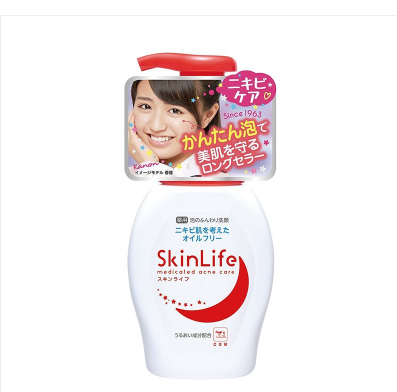 ニキビ
ケア
Since 1963
かんたん泡で
美肌を守る
ロングセラー
Kanon
イメージモデル 香音
薬用 泡のふんわり洗顔
ニキビ肌を考えた
オイルフリー
SkinLife
medicated acne care
スキンライフ
うるおい成分配合
COW